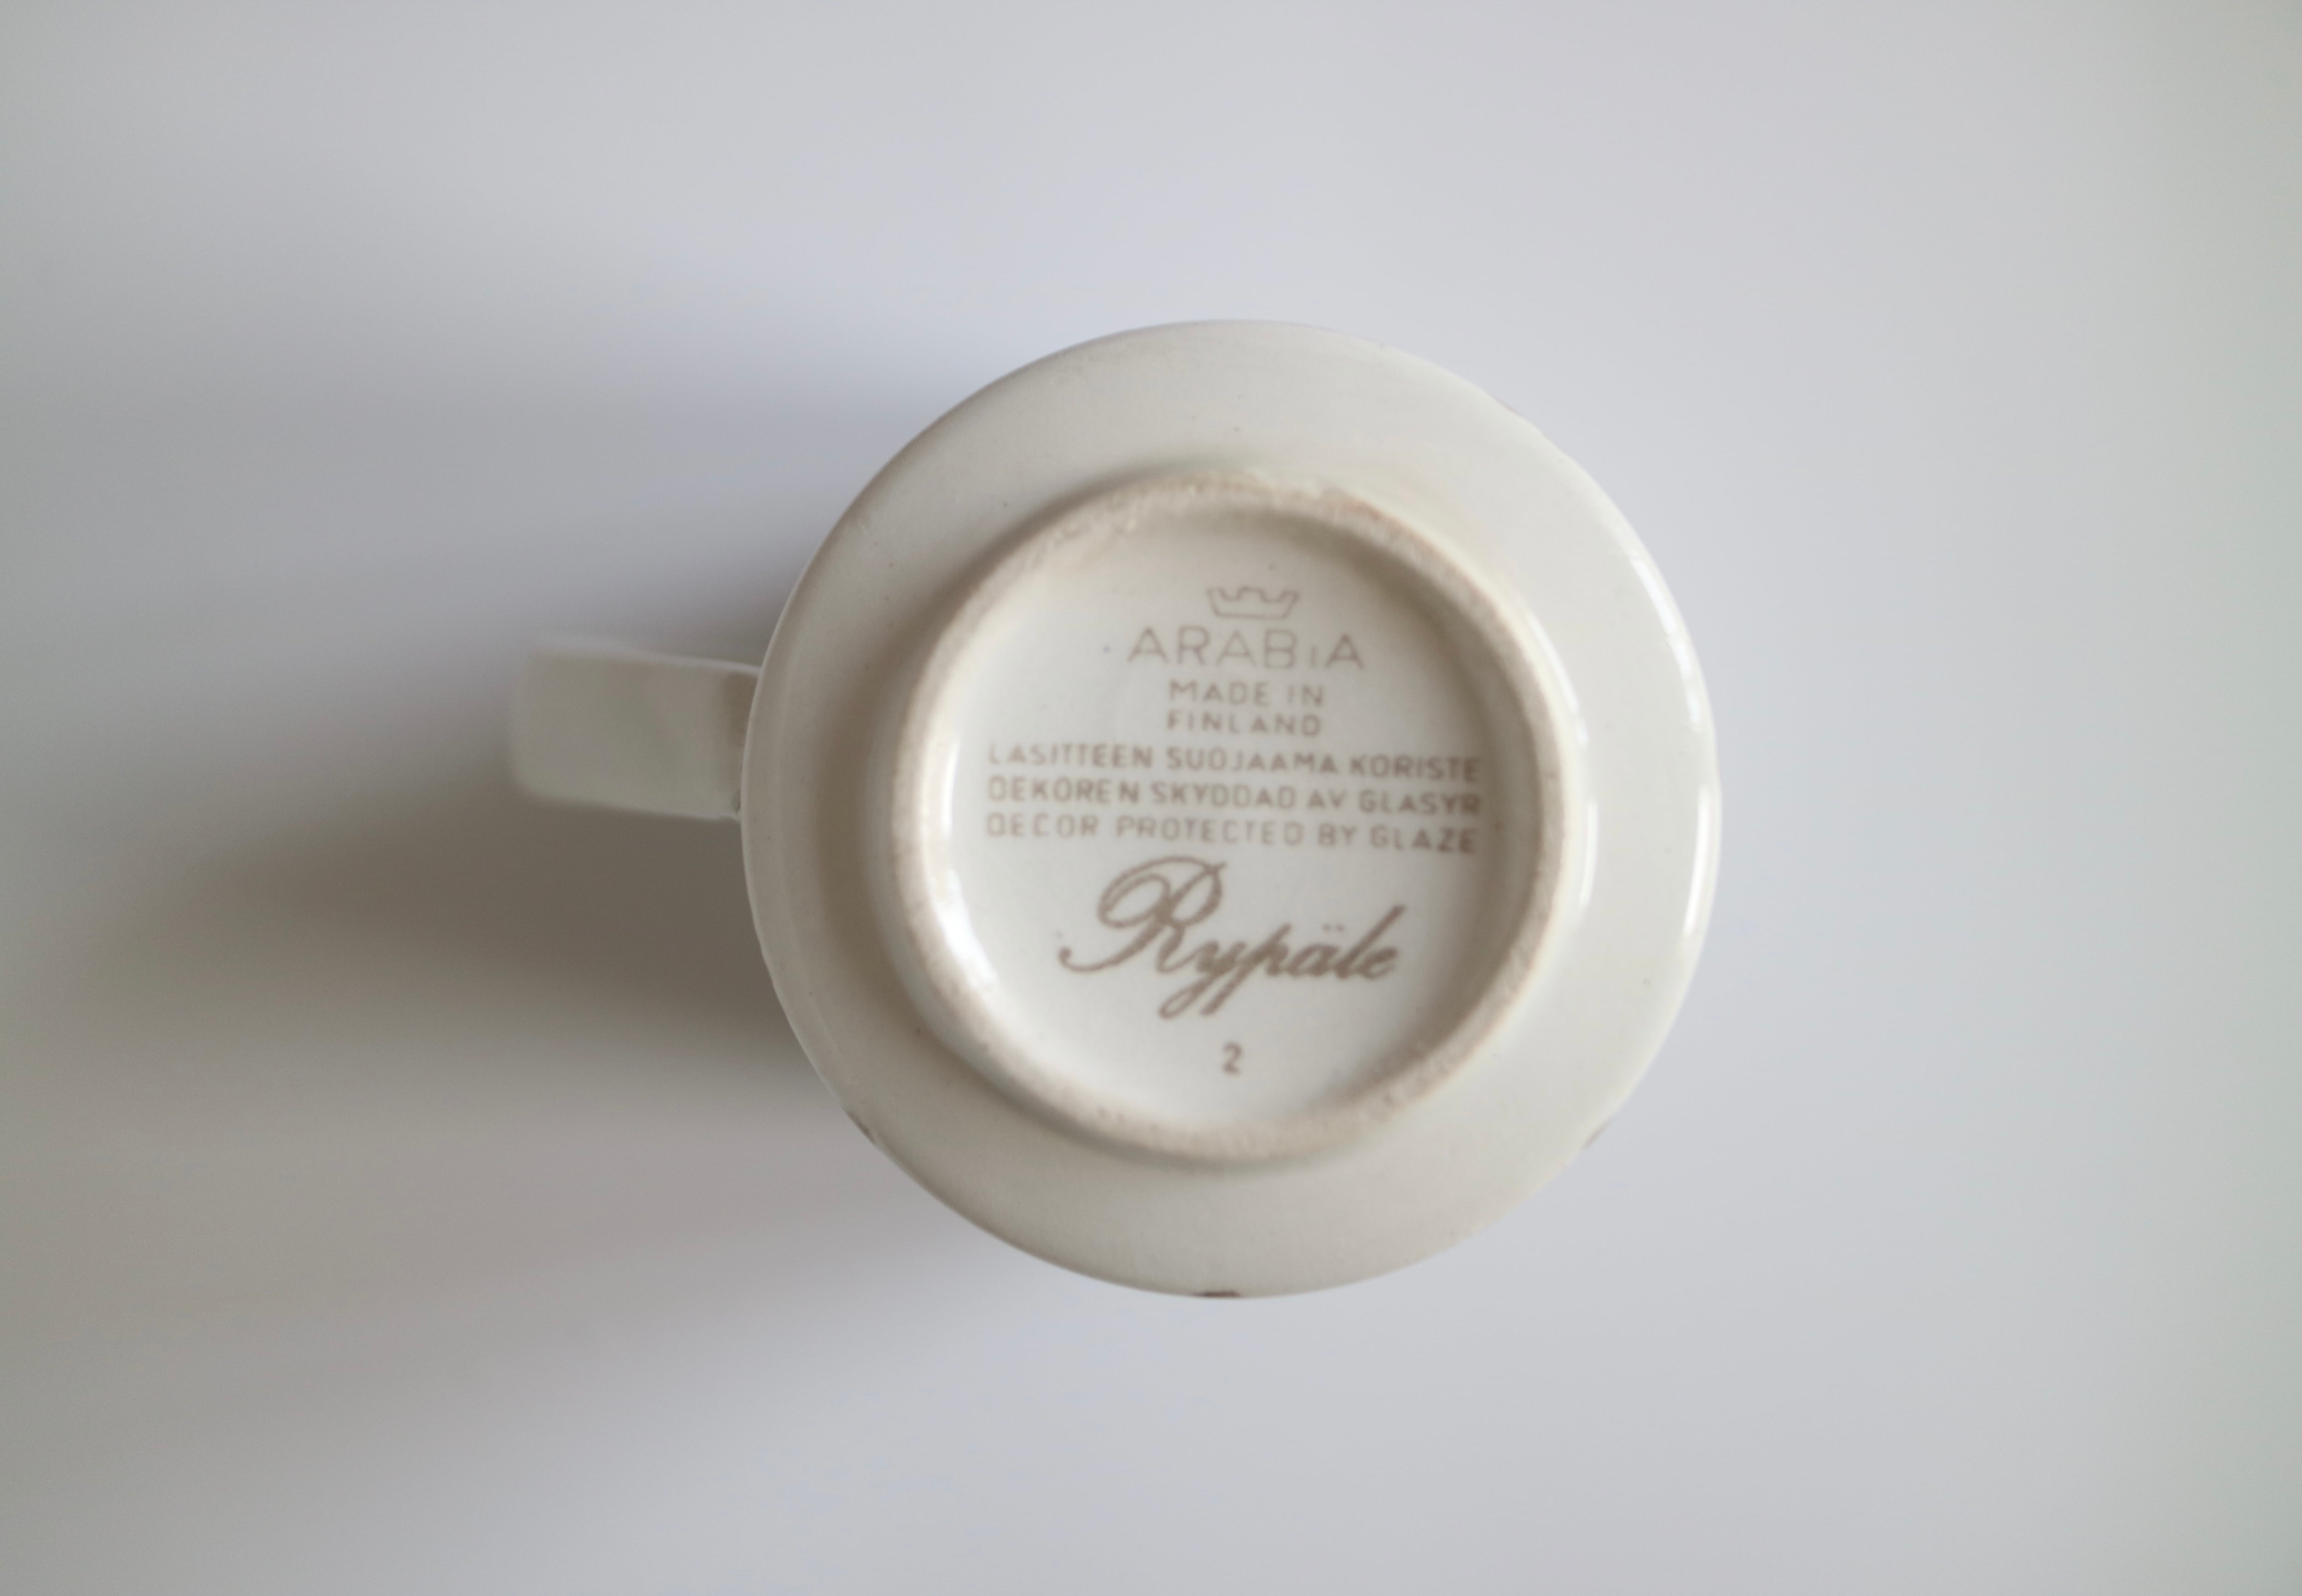 ARABiA
MADE IN
FINLAND
LASITTEEN SUOJAAMA KORISTE
DEKOREN SKYDDAD AV GLASYR
DECOR PROTECTED BY GLAZE
Rypäle
2